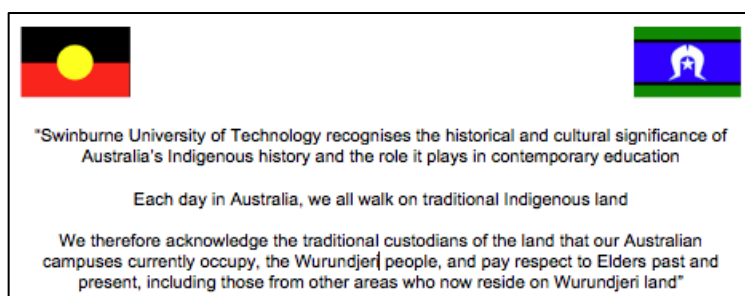 “Swinburne University of Technology recognises the historical and cultural significance of
Australia’s Indigenous history and the role it plays in contemporary education
Each day in Australia, we all walk on traditional Indigenous land
We therefore acknowledge the traditional custodians of the land that our Australian
campuses currently occupy, the Wurundjeri people, and pay respect to Elders past and
present, including those from other areas who now reside on Wurundjeri land”